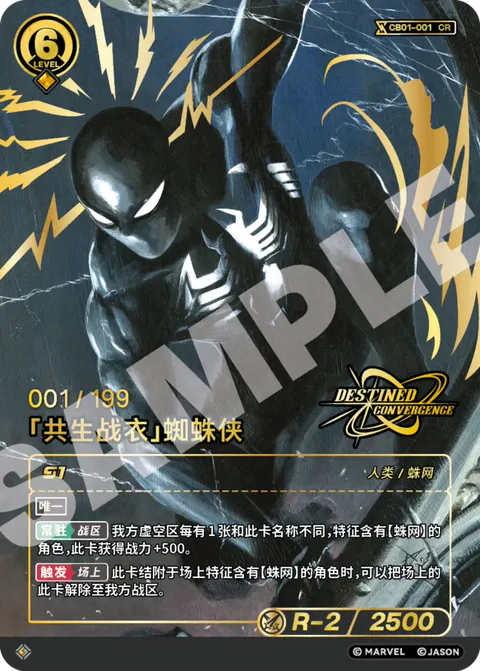 6
LEVEL
CB01-001 CR
SAMPLE
001/199
「共生战衣」蜘蛛侠
DESTINED
CONVERGENCE
人类 / 蛛网
唯一
常驻 战区 我方虚空区每有1张和此卡名称不同,特征含有【蛛网】的
角色,此卡获得战力+500。
触发 场上 此卡结附于场上特征含有【蛛网】的角色时,可以把场上的
此卡解除至我方战区。
R-2 / 2500
© MARVEL ©JASON